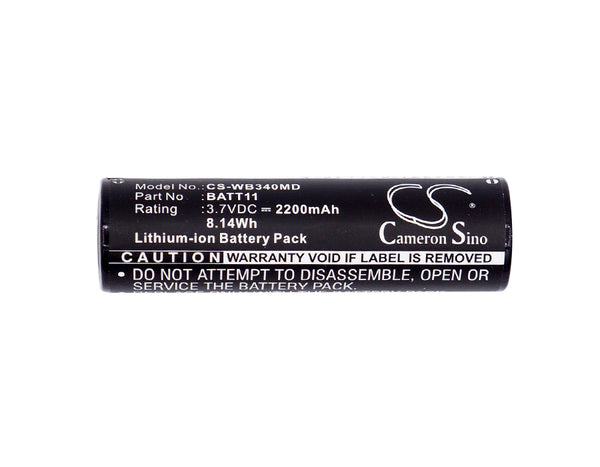 Model No.:CS-WB340MD
Part No :BATT11
Rating :3.7VDC ⎓ 2200mAh
8.14Wh
Lithium-ion Battery Pack
CS
®
Cameron Sino
CAUTION WARRANTY VOID IF LABEL IS REMOVED
• DO NOT ATTEMPT TO DISASSEMBLE, OPEN OR
SERVICE THE BATTERY PACK.